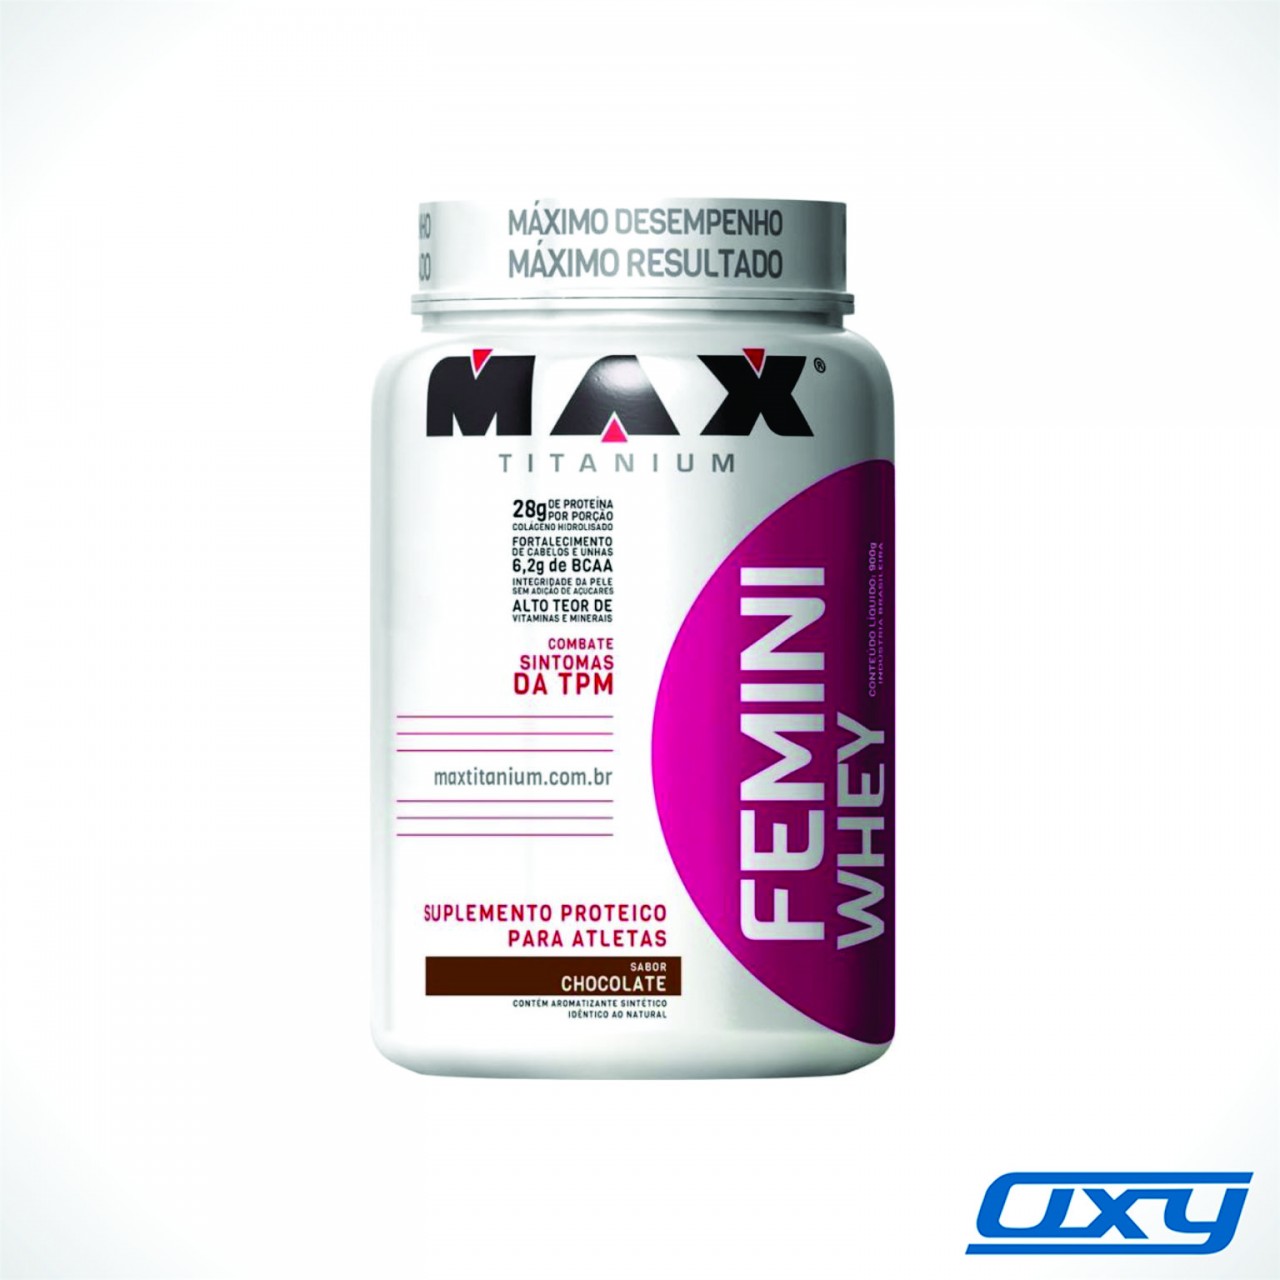 MÁXIMO DESEMPENHO
MÁXIMO RESULTADO
MAX®
TITANIUM
28g DE PROTEÍNA
POR PORÇÃO
COLÁGENO HIDROLISADO
FORTALECIMENTO
DE CABELOS E UNHAS
6,2g de BCAA
INTEGRIDADE DA PELE
SEM ADIÇÃO DE AÇUCARES
ALTO TEOR DE
VITAMINAS E MINERAIS
COMBATE
SINTOMAS
DA TPM
maxtitanium.com.br
FEMINI
WHEY
CONTEÚDO LÍQUIDO: 900g
INDÚSTRIA BRASILEIRA
SUPLEMENTO PROTEICO
PARA ATLETAS
SABOR
CHOCOLATE
CONTÉM AROMATIZANTE SINTÉTICO
IDÊNTICO AO NATURAL
oxy